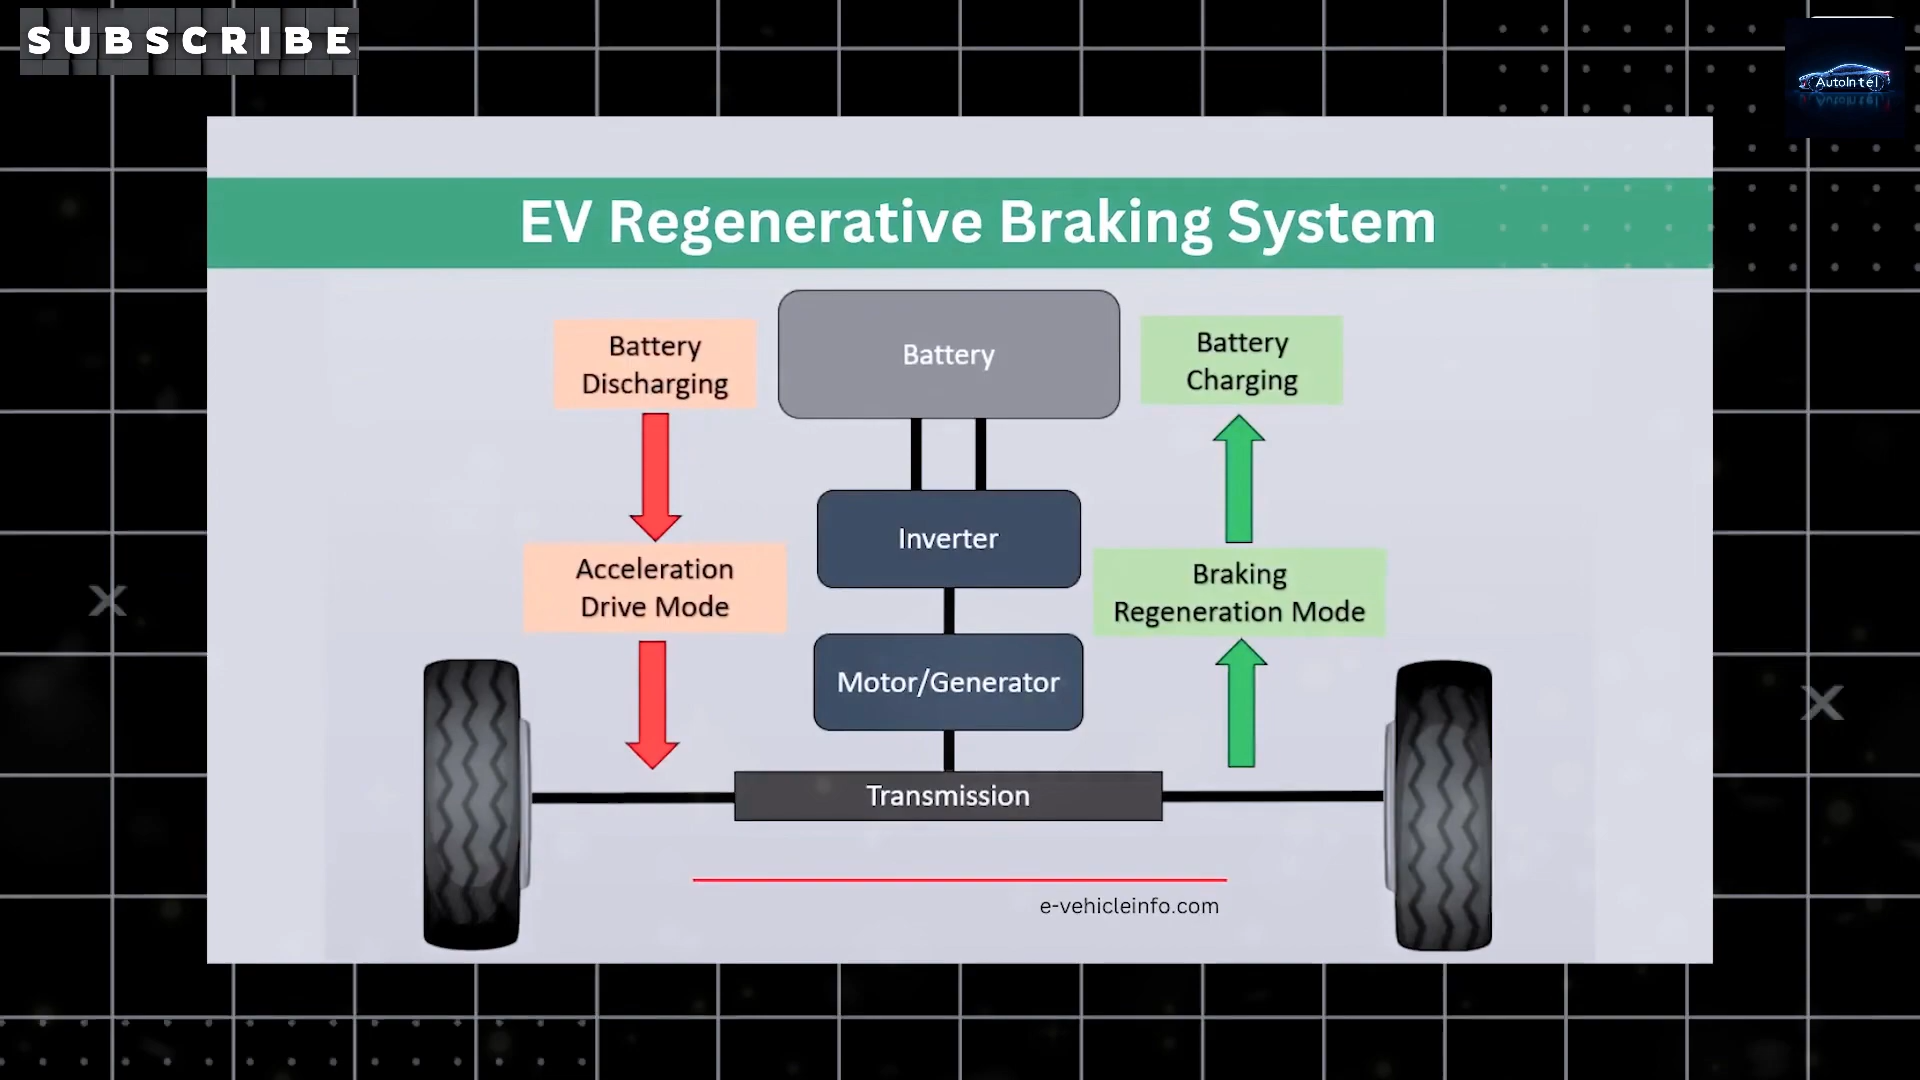 SUBSCRIBE
AutoIntel
EV Regenerative Braking System
Battery
Discharging
Battery
Battery
Charging
Inverter
Acceleration
Drive Mode
Braking
Regeneration Mode
Motor/Generator
Transmission
e-vehicleinfo.com